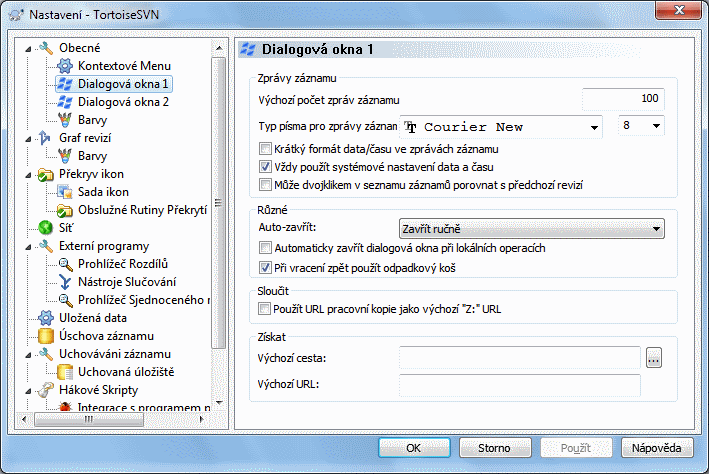 Nastavení - TortoiseSVN
Obecné
Kontextové Menu
Dialogová okna 1
Dialogová okna 2
Barvy
Graf revizí
Barvy
Překryv ikon
Sada ikon
Obslužné Rutiny Překrytí
Síť
Externí programy
Prohlížeč Rozdílů
Nástroje Slučování
Prohlížeč Sjednoceného r
Uložená data
Úschova záznamu
Uchováváni záznamu
Uchovaná úložiště
Hákové Skripty
Integrace s programem p
Dialogová okna 1
Zprávy záznamu
Výchozí počet zpráv záznamu
100
Typ písma pro zprávy záznam
Courier New
8
Krátký formát data/času ve zprávách záznamu
Vždy použít systémové nastavení data a času
Může dvojklikem v seznamu záznamů porovnat s předchozí revizí
Různé
Auto-zavřít:
Zavřít ručně
Automaticky zavřít dialogová okna při lokálních operacích
Při vracení zpět použít odpadkový koš
Sloučit
Použít URL pracovní kopie jako výchozí "Z:" URL
Získat
Výchozí cesta:
...
Výchozí URL:
OK
Storno
Použít
Nápověda